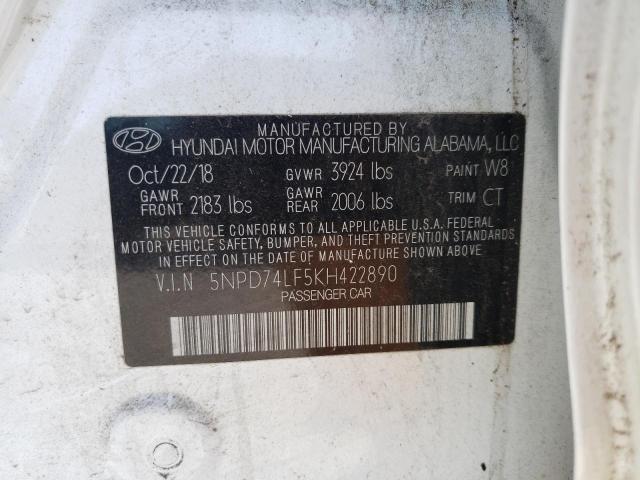 MANUFACTURED BY
HYUNDAI MOTOR MANUFACTURING ALABAMA, LLC
Oct/22/18 GVWR 3924 lbs PAINT W8
GAWR FRONT 2183 lbs GAWR REAR 2006 lbs TRIM CT
THIS VEHICLE CONFORMS TO ALL APPLICABLE U.S.A. FEDERAL
MOTOR VEHICLE SAFETY, BUMPER, AND THEFT PREVENTION STANDARDS
IN EFFECT ON THE DATE OF MANUFACTURE SHOWN ABOVE
V.I.N 5NPD74LF5KH422890
PASSENGER CAR